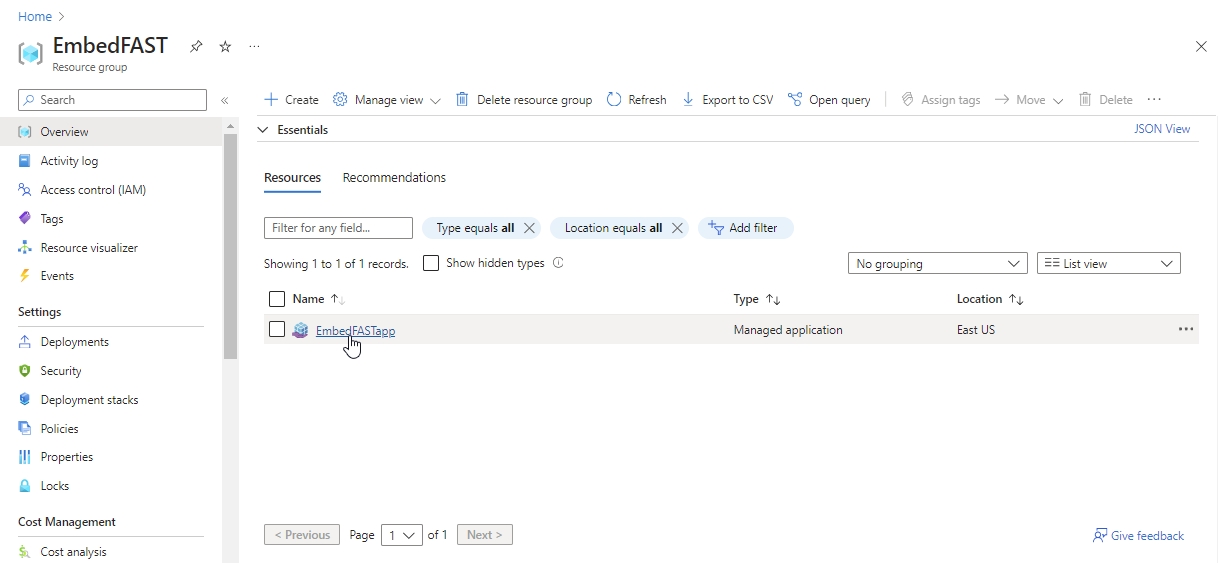 Home >
EmbedFAST
Resource group
Search
Create Manage view Delete resource group Refresh Export to CSV Open query Assign tags Move Delete
Essentials JSON View
Overview
Activity log
Access control (IAM)
Tags
Resource visualizer
Events
Settings
Deployments
Security
Deployment stacks
Policies
Properties
Locks
Cost Management
Cost analysis
Resources Recommendations
Filter for any field... Type equals all Location equals all Add filter
Showing 1 to 1 of 1 records. Show hidden types No grouping List view
Name Type Location
EmbedFASTapp Managed application East US
< Previous Page 1 of 1 Next > Give feedback